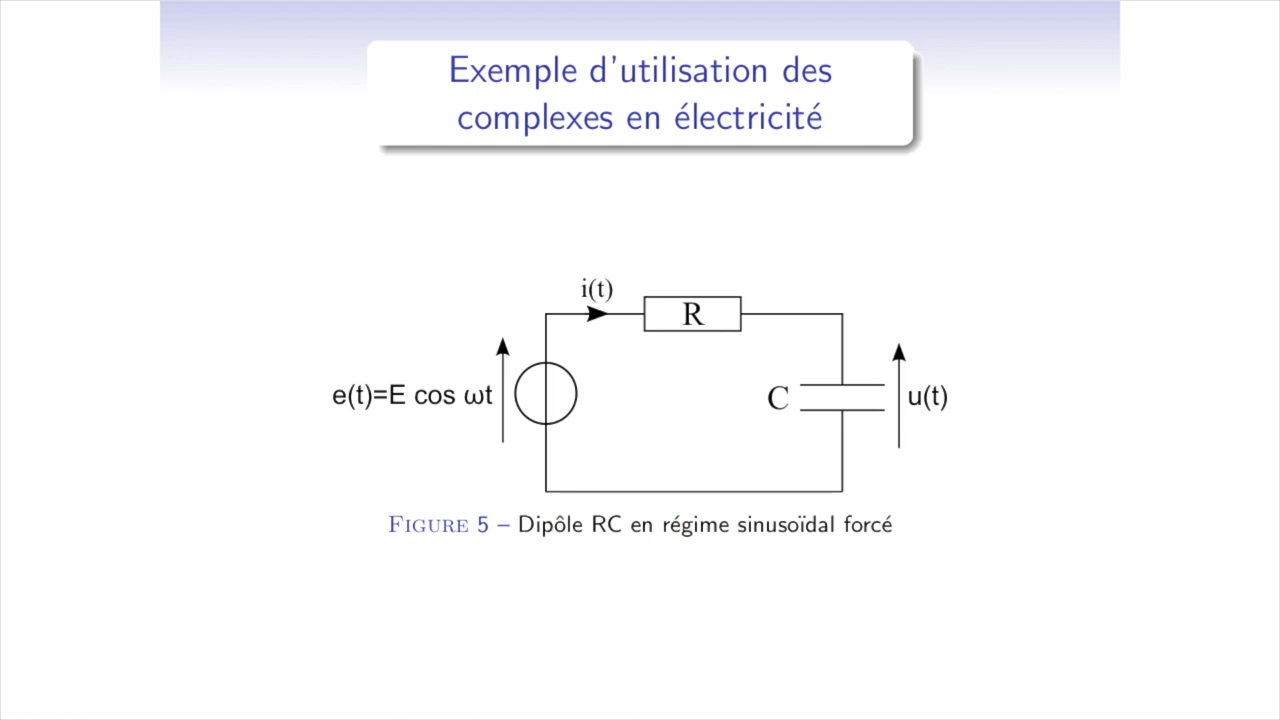 Exemple d'utilisation des
complexes en électricité
i(t)
R
e(t)=E cos ωt
C
u(t)
FIGURE 5 – Dipôle RC en régime sinusoïdal forcé